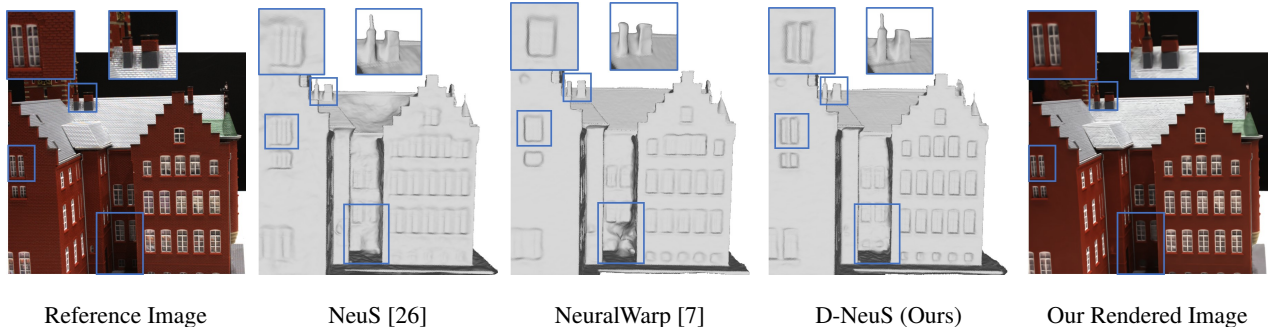 Reference Image
NeuS [26]
NeuralWarp [7]
D-NeuS (Ours)
Our Rendered Image